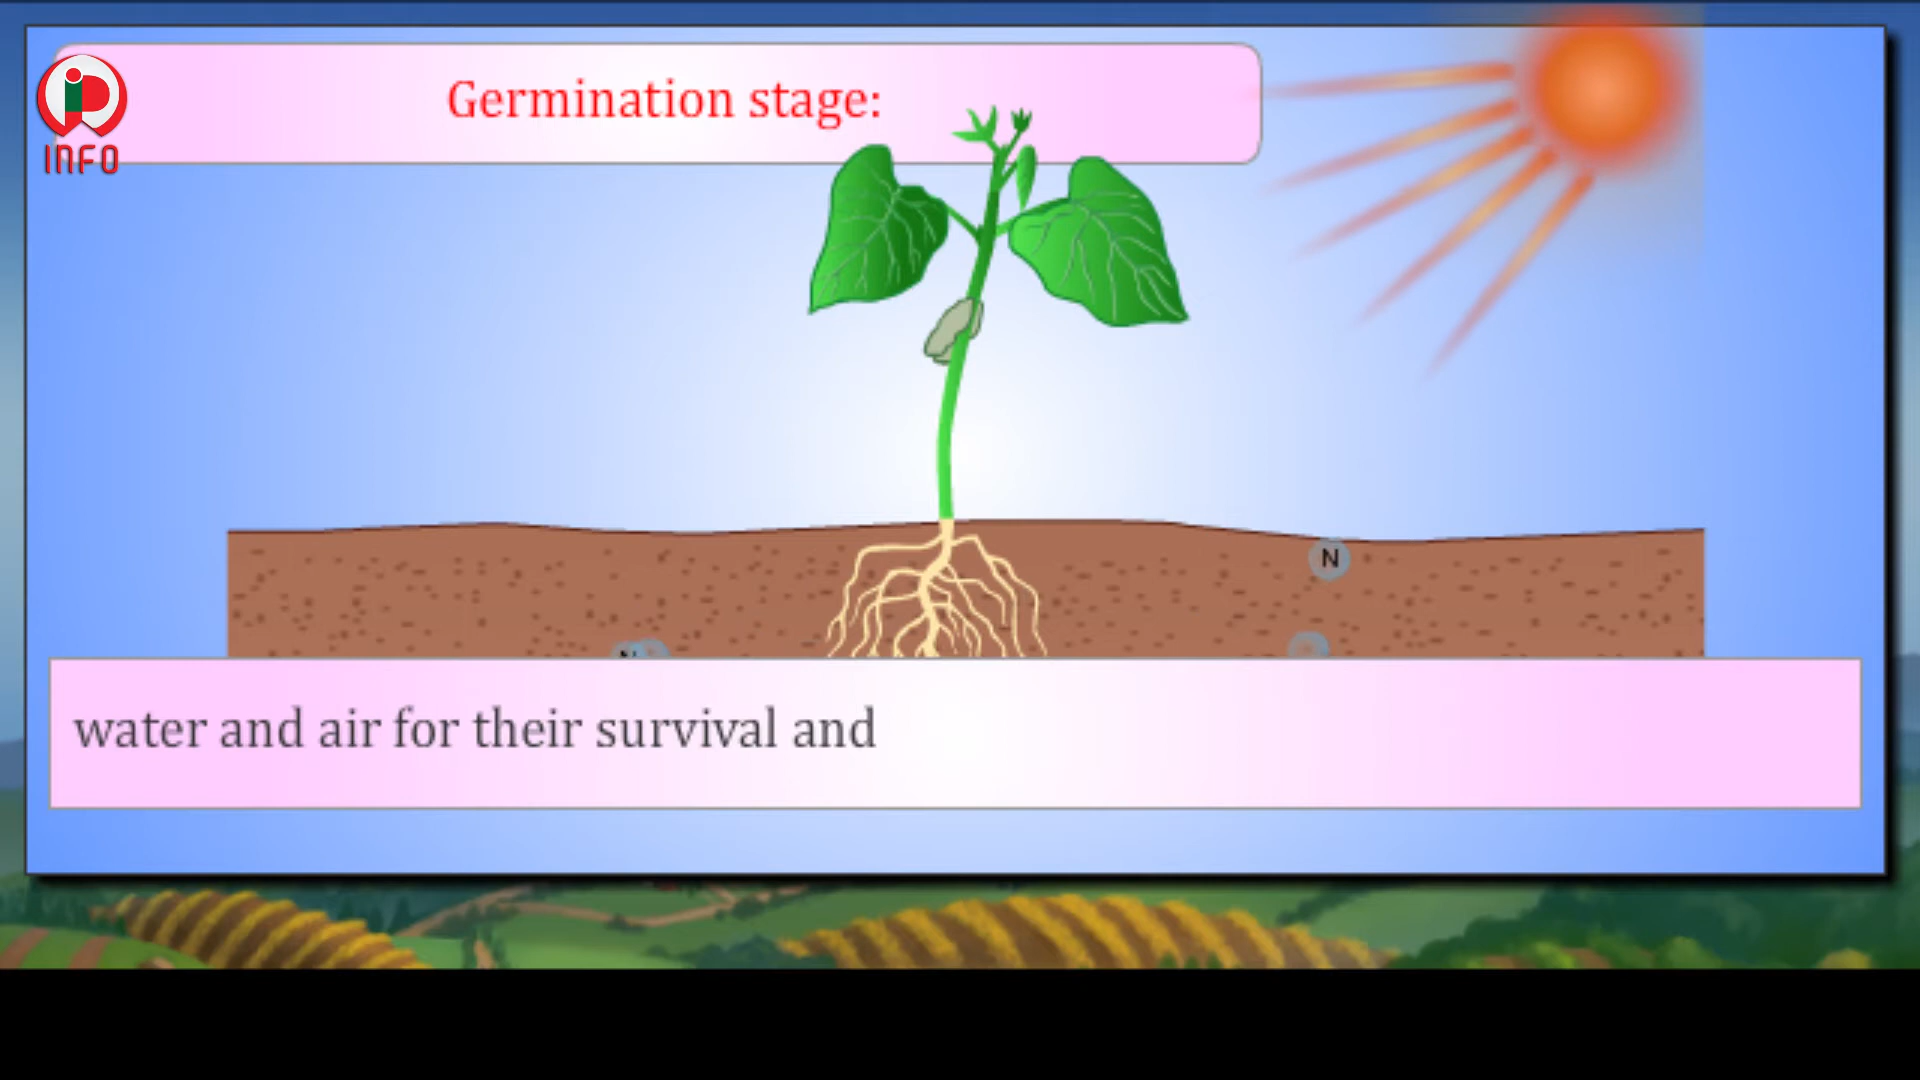 Germination stage:
INFO
N
water and air for their survival and